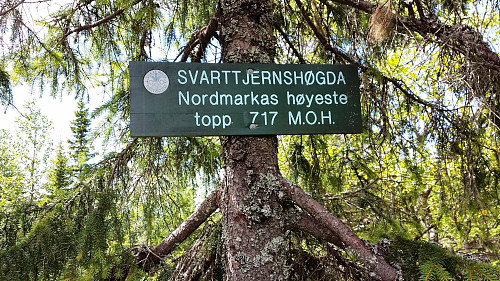 SVARTTJERNSHØGDA
Nordmarkas høyeste
topp 717 M.O.H.